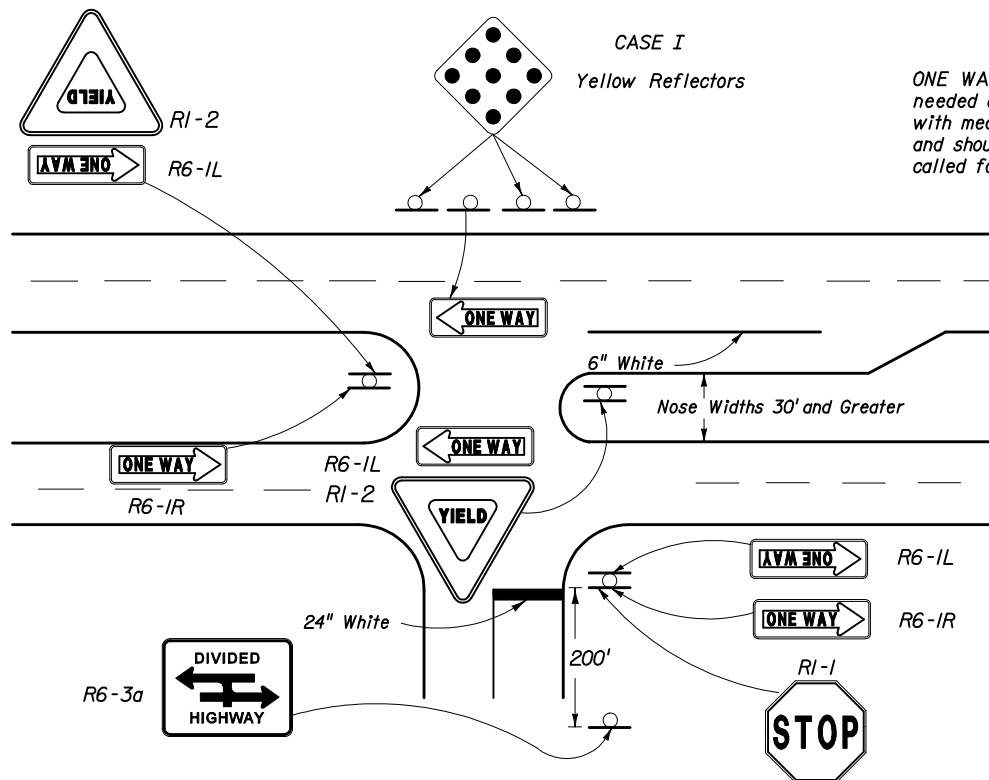 CASE I
Yellow Reflectors
ONE WA
needed
with med
and shou
called fo
YIELD
R1-2
ONE WAY
R6-1L
ONE WAY
6" White
Nose Widths 30' and Greater
ONE WAY
R6-1R
ONE WAY
R6-1L
R1-2
YIELD
ONE WAY
R6-1L
ONE WAY
R6-1R
24" White
200'
R1-1
STOP
R6-3a
DIVIDED
HIGHWAY